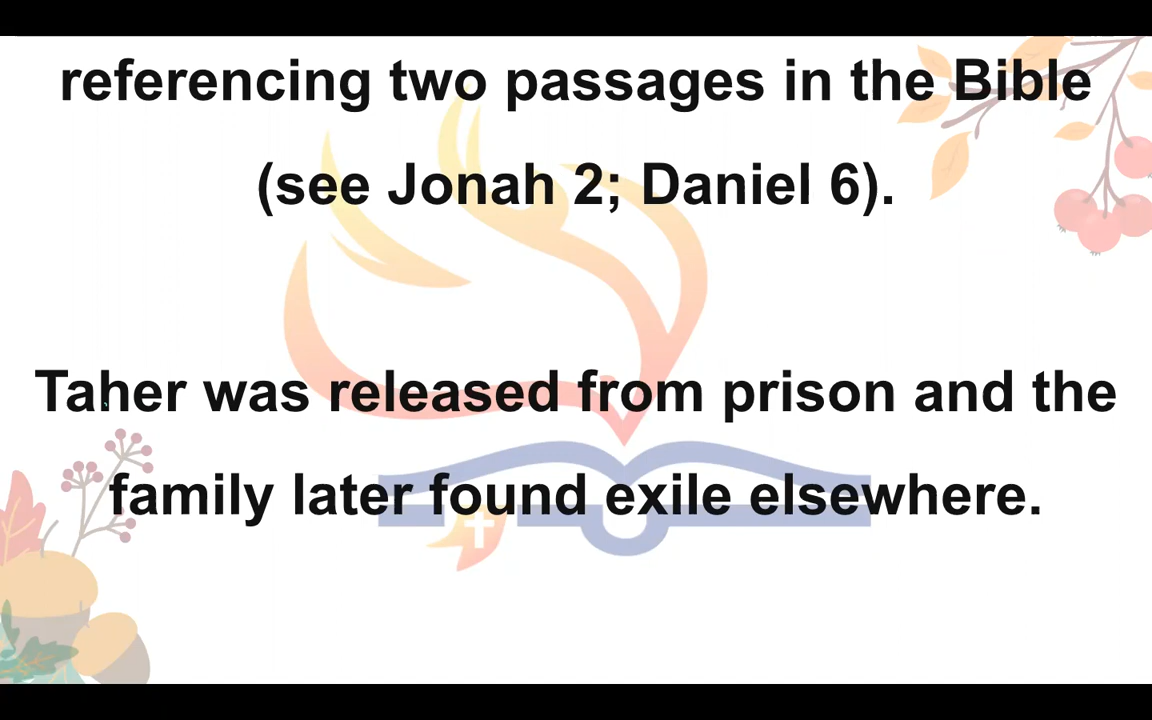 referencing two passages in the Bible
(see Jonah 2; Daniel 6).
Taher was released from prison and the
family later found exile elsewhere.